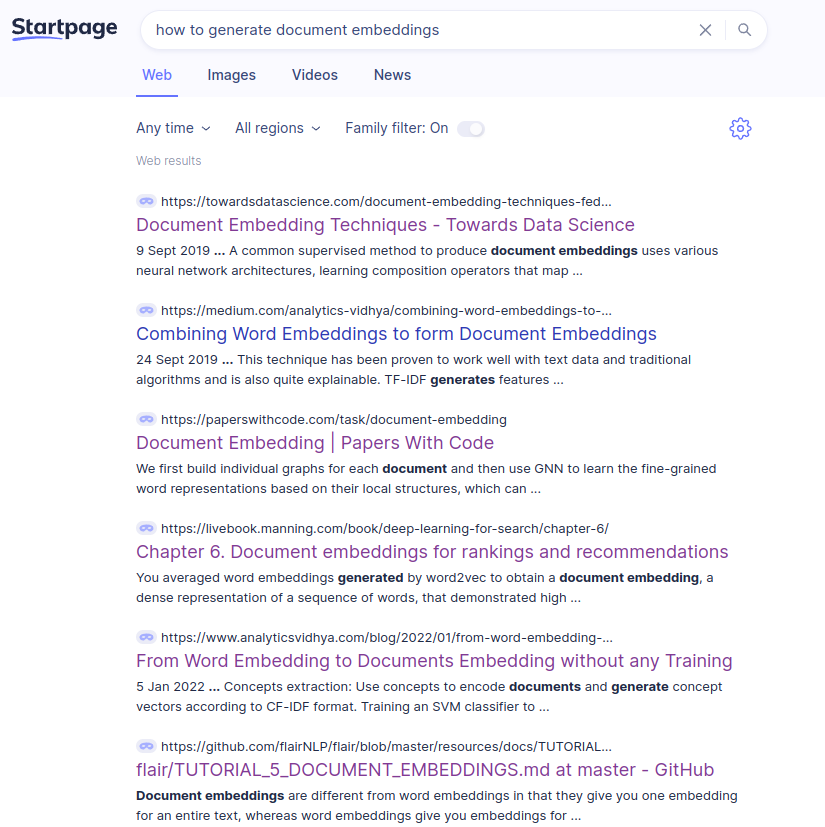 Startpage
how to generate document embeddings
Web Images Videos News
Any time All regions Family filter: On
Web results
https://towardsdatascience.com/document-embedding-techniques-fed...
Document Embedding Techniques - Towards Data Science
9 Sept 2019 ... A common supervised method to produce document embeddings uses various
neural network architectures, learning composition operators that map ...
https://medium.com/analytics-vidhya/combining-word-embeddings-to-...
Combining Word Embeddings to form Document Embeddings
24 Sept 2019 ... This technique has been proven to work well with text data and traditional
algorithms and is also quite explainable. TF-IDF generates features ...
https://paperswithcode.com/task/document-embedding
Document Embedding | Papers With Code
We first build individual graphs for each document and then use GNN to learn the fine-grained
word representations based on their local structures, which can ...
https://livebook.manning.com/book/deep-learning-for-search/chapter-6/
Chapter 6. Document embeddings for rankings and recommendations
You averaged word embeddings generated by word2vec to obtain a document embedding, a
dense representation of a sequence of words, that demonstrated high ...
https://www.analyticsvidhya.com/blog/2022/01/from-word-embedding-...
From Word Embedding to Documents Embedding without any Training
5 Jan 2022 ... Concepts extraction: Use concepts to encode documents and generate concept
vectors according to CF-IDF format. Training an SVM classifier to ...
https://github.com/flairNLP/flair/blob/master/resources/docs/TUTORIAL...
flair/TUTORIAL_5_DOCUMENT_EMBEDDINGS.md at master - GitHub
Document embeddings are different from word embeddings in that they give you one embedding
for an entire text, whereas word embeddings give you embeddings for ...